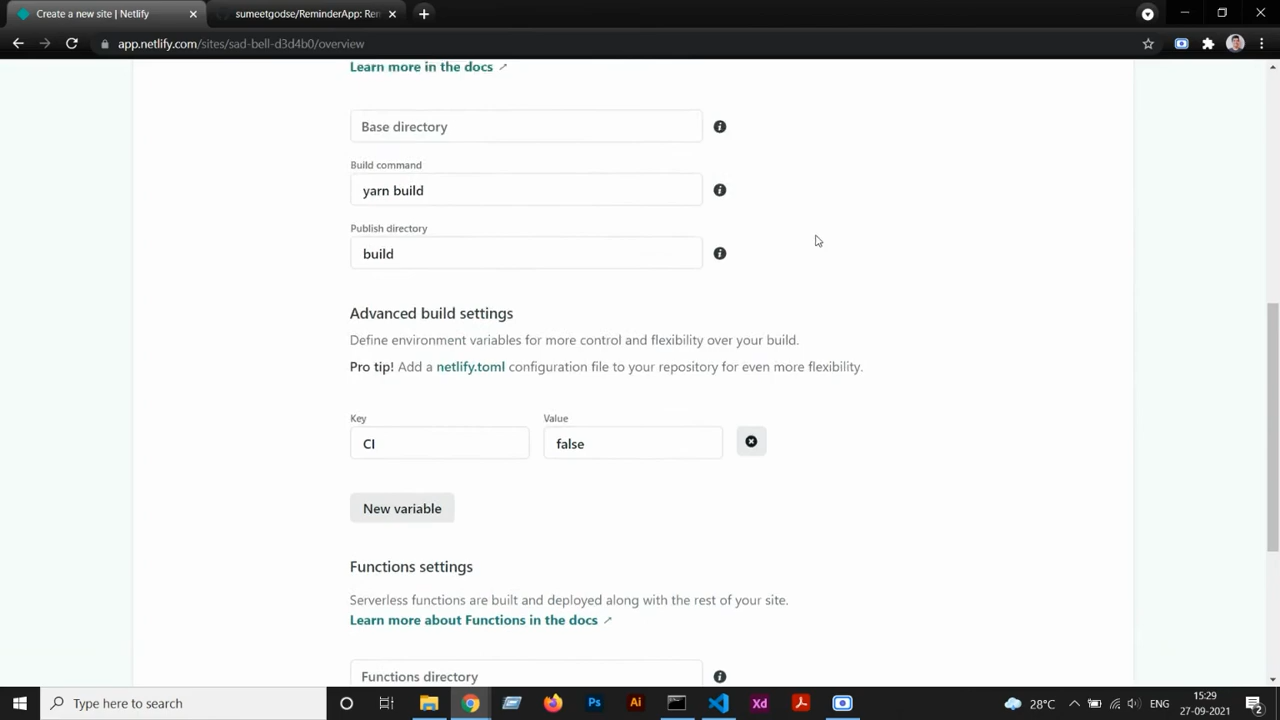 Create a new site | Netlify
sumeetgodse/ReminderApp: Rem
app.netlify.com/sites/sad-bell-d3d4b0/overview
Learn more in the docs
Base directory
Build command
yarn build
Publish directory
build
Advanced build settings
Define environment variables for more control and flexibility over your build.
Pro tip! Add a netlify.toml configuration file to your repository for even more flexibility.
Key Value
CI false
New variable
Functions settings
Serverless functions are built and deployed along with the rest of your site.
Learn more about Functions in the docs
Functions directory
Type here to search
Ps Ai Xd
28°C
ENG
15:29
27-09-2021
2